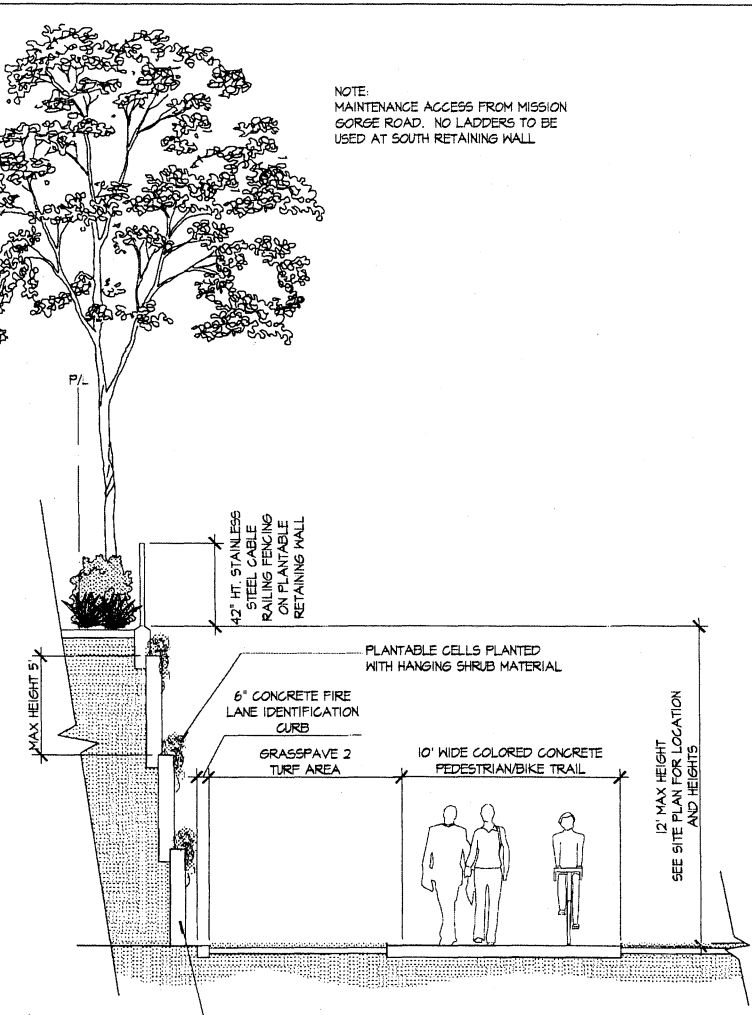 NOTE:
MAINTENANCE ACCESS FROM MISSION
GORGE ROAD. NO LADDERS TO BE
USED AT SOUTH RETAINING WALL
P/L
42" HT. STAINLESS
STEEL CABLE
RAILING FENCING
ON PLANTABLE
RETAINING WALL
PLANTABLE CELLS PLANTED
WITH HANGING SHRUB MATERIAL
MAX HEIGHT 5'
6" CONCRETE FIRE
LANE IDENTIFICATION
CURB
GRASSPAVE 2
TURF AREA
10' WIDE COLORED CONCRETE
PEDESTRIAN/BIKE TRAIL
12' MAX HEIGHT
SEE SITE PLAN FOR LOCATION
AND HEIGHTS